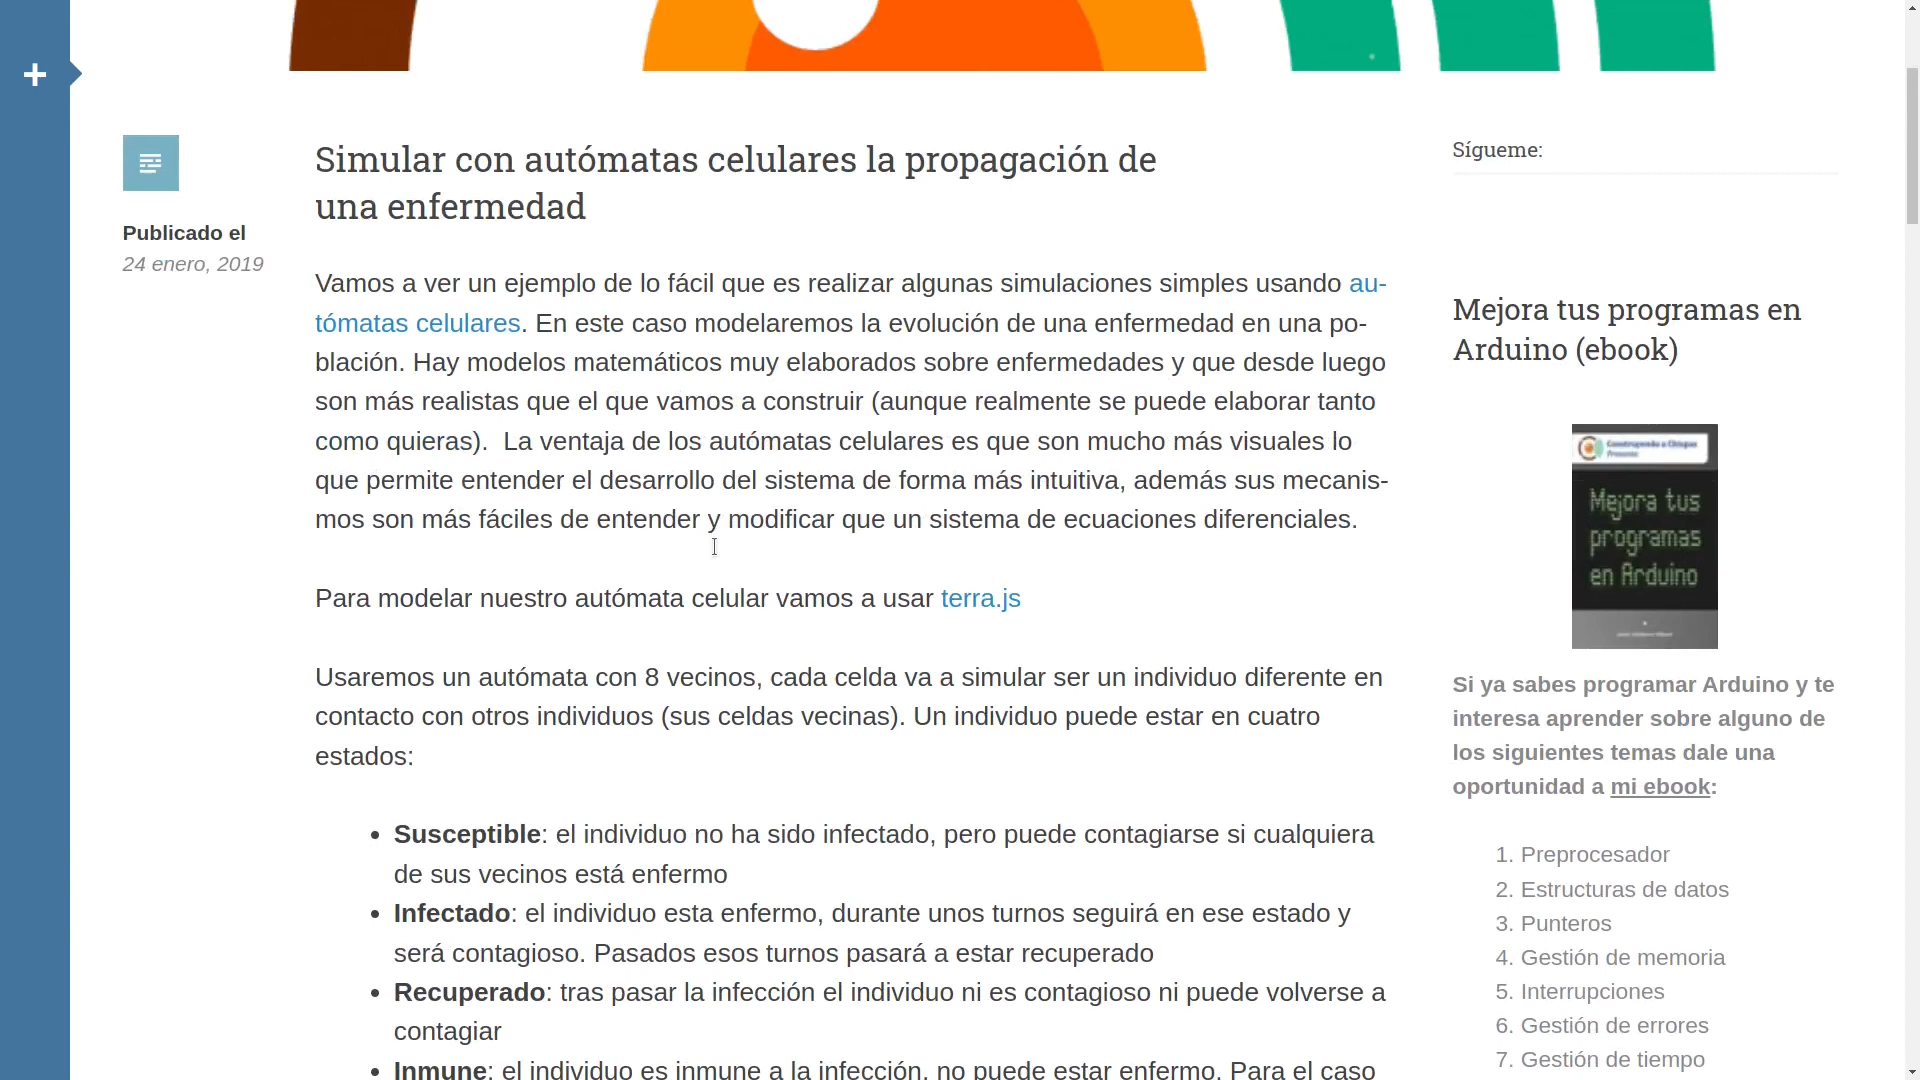 +
Simular con autómatas celulares la propagación de
una enfermedad
Publicado el
24 enero, 2019
Vamos a ver un ejemplo de lo fácil que es realizar algunas simulaciones simples usando au-
tómatas celulares. En este caso modelaremos la evolución de una enfermedad en una po-
blación. Hay modelos matemáticos muy elaborados sobre enfermedades y que desde luego
son más realistas que el que vamos a construir (aunque realmente se puede elaborar tanto
como quieras).  La ventaja de los autómatas celulares es que son mucho más visuales lo
que permite entender el desarrollo del sistema de forma más intuitiva, además sus mecanis-
mos son más fáciles de entender y modificar que un sistema de ecuaciones diferenciales.
Para modelar nuestro autómata celular vamos a usar terra.js
Usaremos un autómata con 8 vecinos, cada celda va a simular ser un individuo diferente en
contacto con otros individuos (sus celdas vecinas). Un individuo puede estar en cuatro
estados:
• Susceptible: el individuo no ha sido infectado, pero puede contagiarse si cualquiera
de sus vecinos está enfermo
• Infectado: el individuo esta enfermo, durante unos turnos seguirá en ese estado y
será contagioso. Pasados esos turnos pasará a estar recuperado
• Recuperado: tras pasar la infección el individuo ni es contagioso ni puede volverse a
contagiar
• Inmune: el individuo es inmune a la infección, no puede estar enfermo. Para el caso
Sígueme:
Mejora tus programas en
Arduino (ebook)
Construyendo a Chispas
Presenta:
Mejora tus
programas
en Arduino
Si ya sabes programar Arduino y te
interesa aprender sobre alguno de
los siguientes temas dale una
oportunidad a mi ebook:
1. Preprocesador
2. Estructuras de datos
3. Punteros
4. Gestión de memoria
5. Interrupciones
6. Gestión de errores
7. Gestión de tiempo